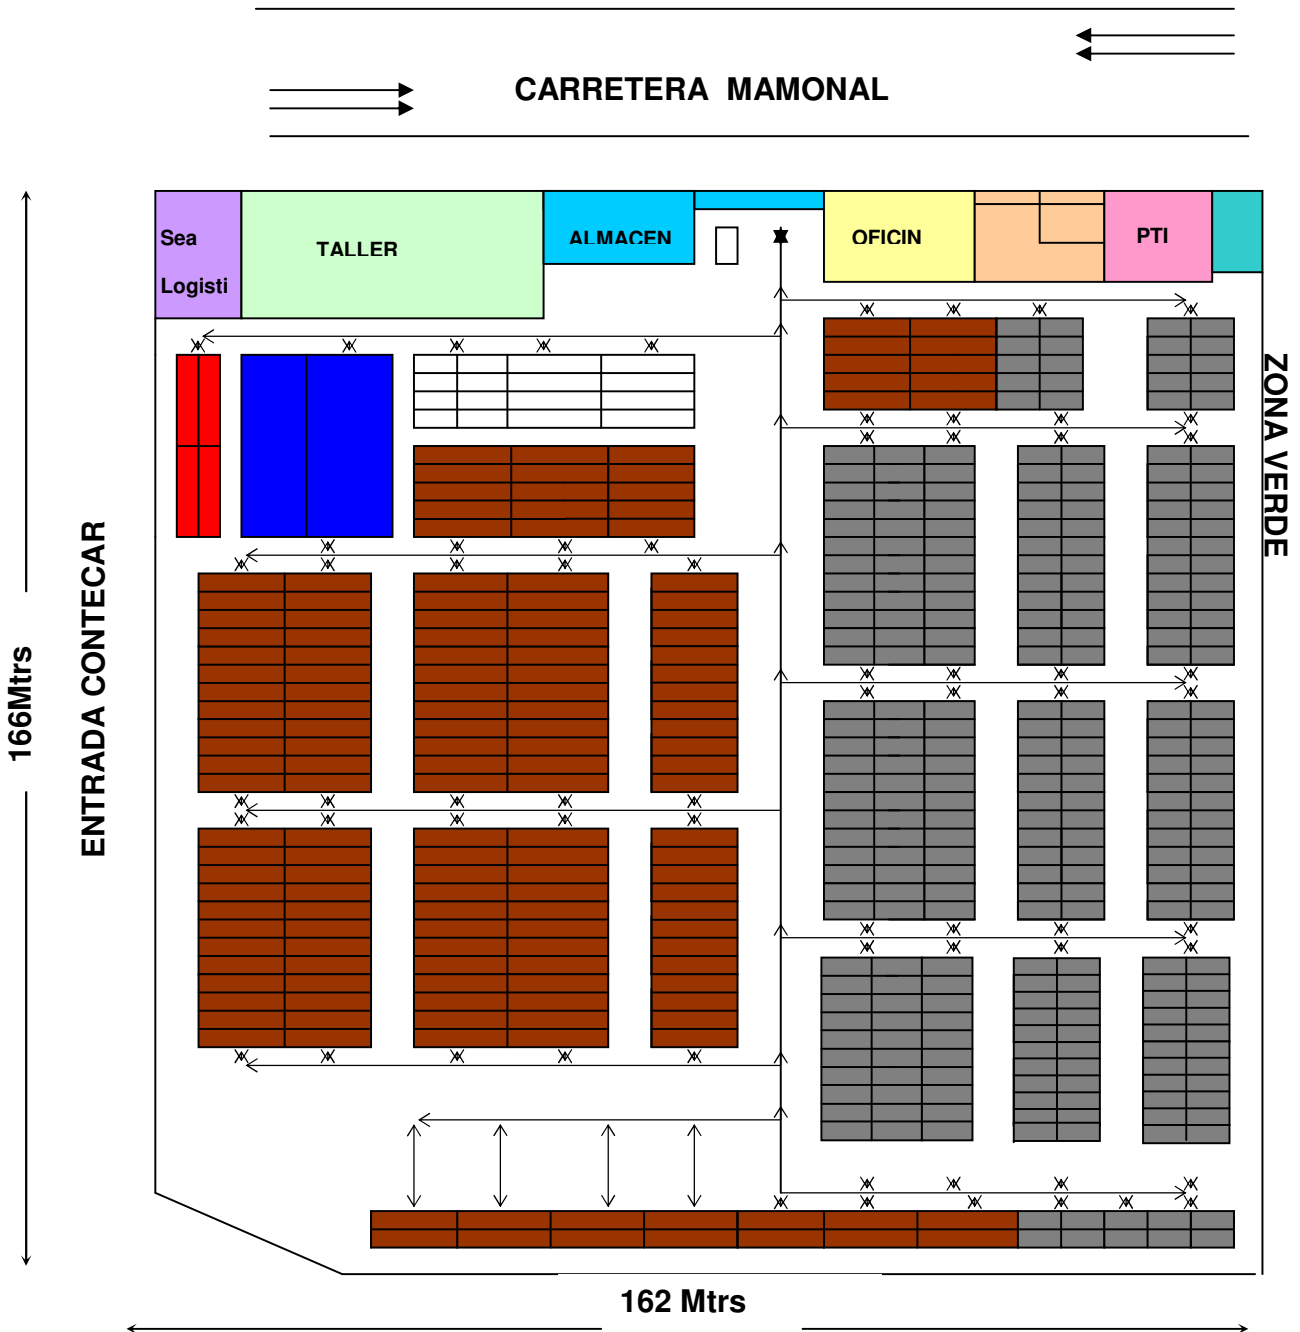 CARRETERA MAMONAL
Sea
Logisti
TALLER
ALMACEN
OFICIN
PTI
ZONA VERDE
ENTRADA CONTECAR
166Mtrs
162 Mtrs